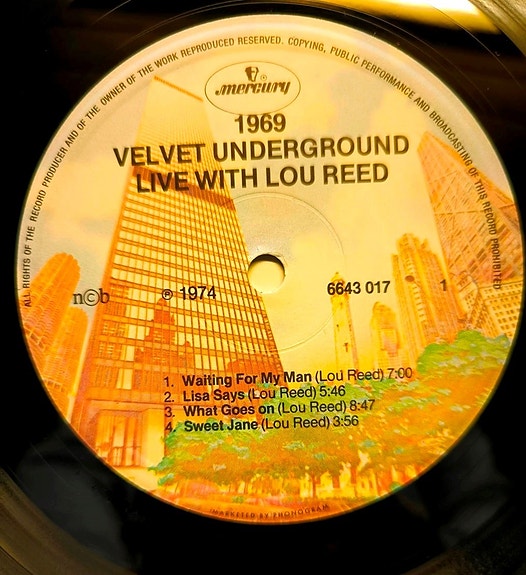 ALL RIGHTS OF THE RECORD PRODUCER AND OF THE OWNER OF THE WORK REPRODUCED RESERVED. COPYING, PUBLIC PERFORMANCE AND BROADCASTING OF THIS RECORD PROHIBITED
mercury ®
1969
VELVET UNDERGROUND
LIVE WITH LOU REED
n©b ℗ 1974 6643 017 1
1. Waiting For My Man (Lou Reed) 7:00
2. Lisa Says (Lou Reed) 5:46
3. What Goes on (Lou Reed) 8:47
4. Sweet Jane (Lou Reed) 3:56
MARKETED BY PHONOGRAM